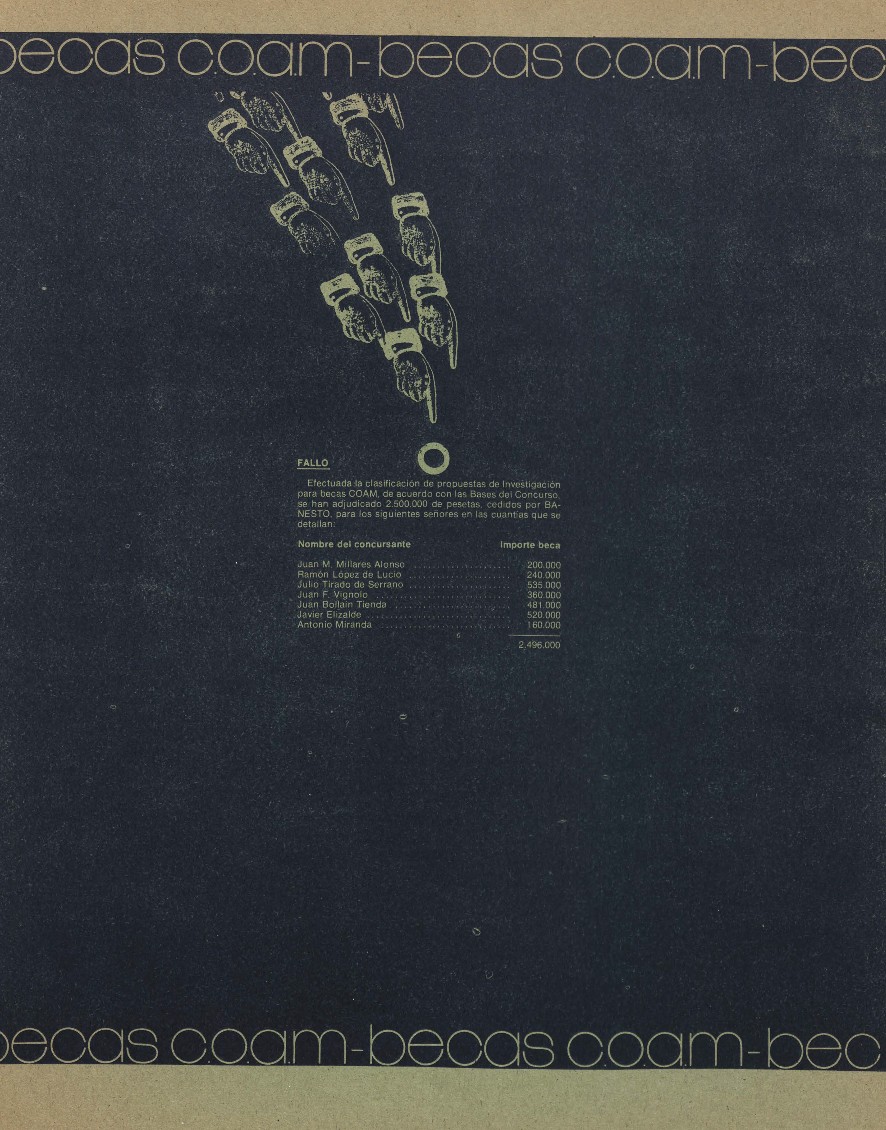 becas c.o.a.m-becas c.o.a.m-bec
FALLO
Efectuada la clasificación de propuestas de Investigación
para becas COAM, de acuerdo con las Bases del Concurso,
se han adjudicado 2.500.000 de pesetas, cedidos por BA-
NESTO, para los siguientes señores en las cuantías que se
detallan:
Nombre del concursante Importe beca
Juan M. Millares Alonso ........................ 200.000
Ramón López de Lucio ........................ 240.000
Julio Tirado de Serrano ........................ 535.000
Juan F. Vignolo ........................ 360.000
Juan Bollaín Tienda ........................ 481.000
Javier Elizalde ........................ 520.000
Antonio Miranda ........................ 160.000
2.496.000
becas c.o.a.m-becas c.o.a.m-bec